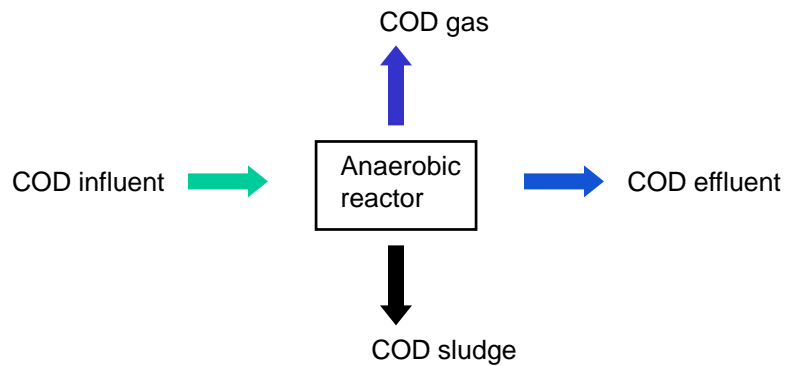 COD gas
COD influent
Anaerobic
reactor
COD effluent
COD sludge